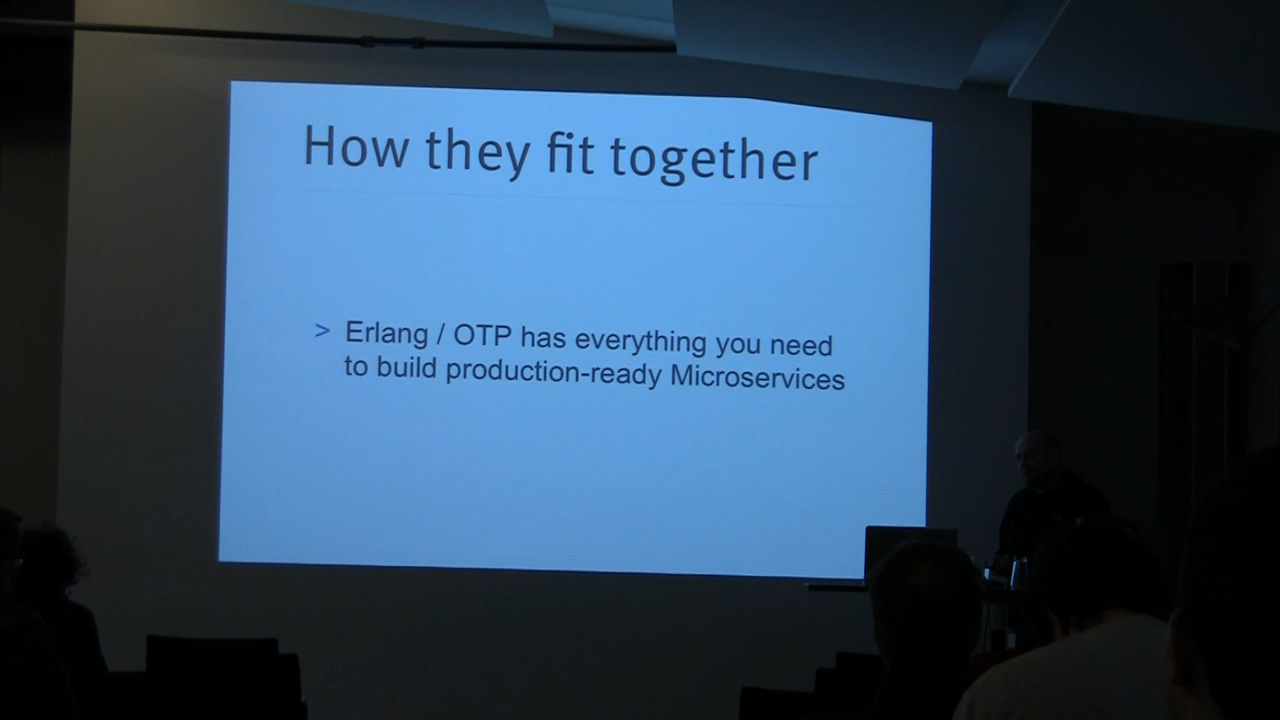 How they fit together
> Erlang / OTP has everything you need
to build production-ready Microservices